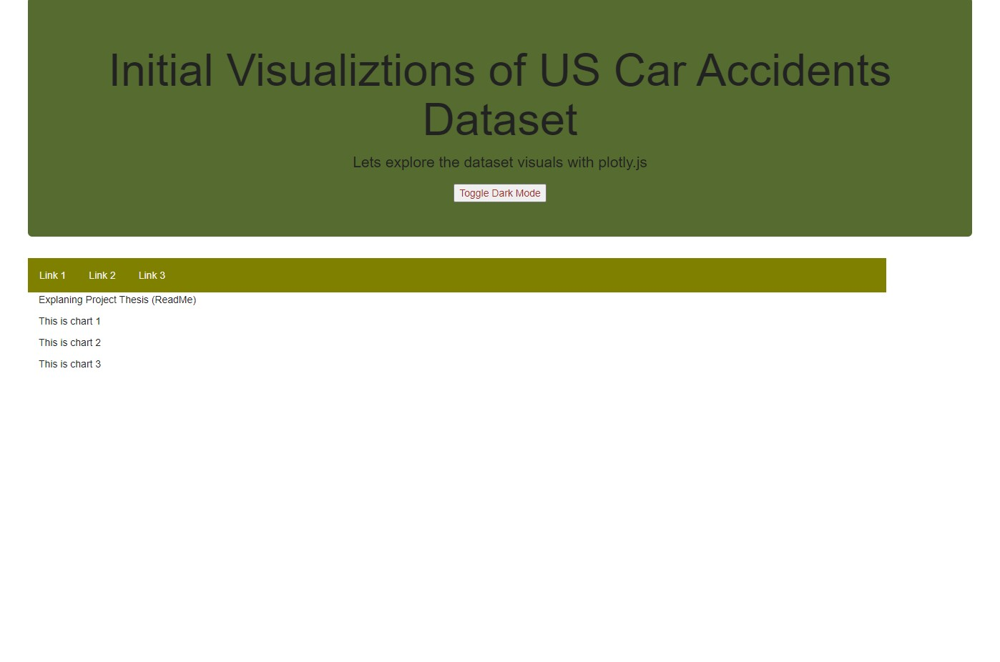 Initial Visualiztions of US Car Accidents
Dataset
Lets explore the dataset visuals with plotly.js
Toggle Dark Mode
Link 1 Link 2 Link 3
Explaning Project Thesis (ReadMe)
This is chart 1
This is chart 2
This is chart 3